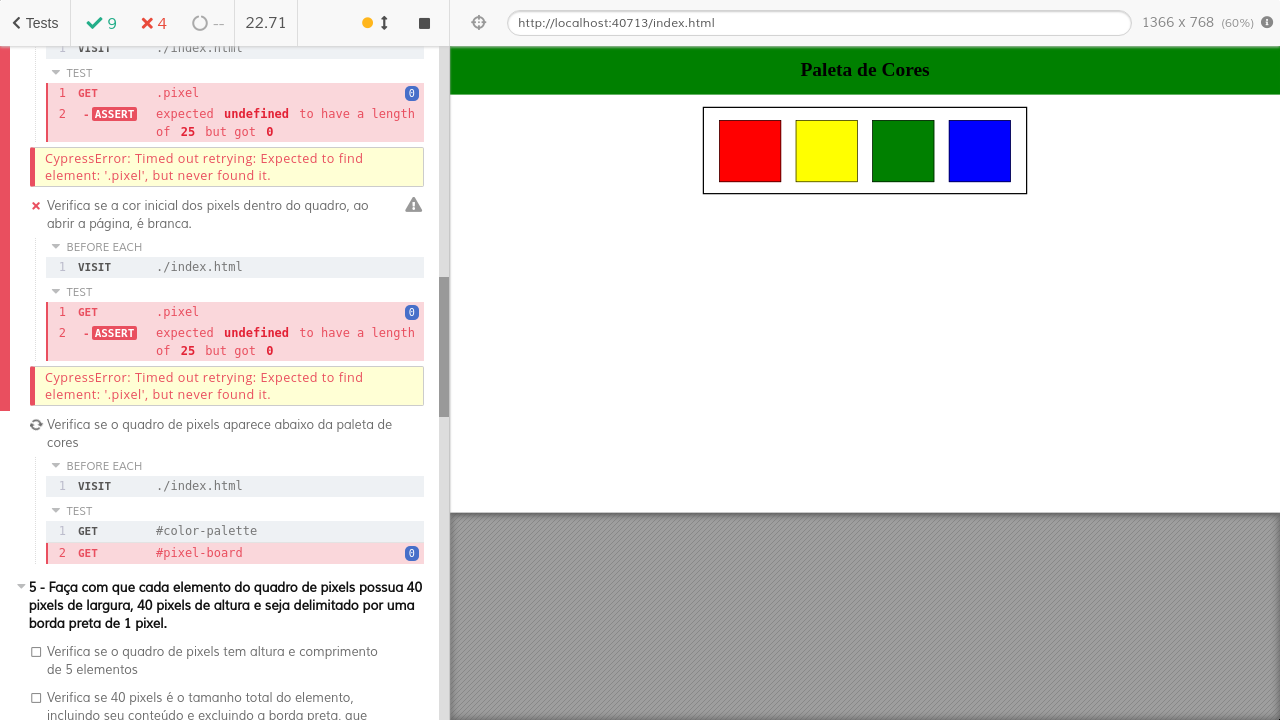 Tests
9
4
--
22.71
http://localhost:40713/index.html
1366 x 768 (60%)
1 VISIT ./index.html
TEST
1 GET .pixel 0
2 -ASSERT expected undefined to have a length
of 25 but got 0
CypressError: Timed out retrying: Expected to find
element: '.pixel', but never found it.
Verifica se a cor inicial dos pixels dentro do quadro, ao
abrir a página, é branca.
BEFORE EACH
1 VISIT ./index.html
TEST
1 GET .pixel 0
2 -ASSERT expected undefined to have a length
of 25 but got 0
CypressError: Timed out retrying: Expected to find
element: '.pixel', but never found it.
Verifica se o quadro de pixels aparece abaixo da paleta de
cores
BEFORE EACH
1 VISIT ./index.html
TEST
1 GET #color-palette
2 GET #pixel-board 0
5 - Faça com que cada elemento do quadro de pixels possua 40
pixels de largura, 40 pixels de altura e seja delimitado por uma
borda preta de 1 pixel.
Verifica se o quadro de pixels tem altura e comprimento
de 5 elementos
Verifica se 40 pixels é o tamanho total do elemento,
incluindo seu conteúdo e excluindo a borda preta, que
Paleta de Cores